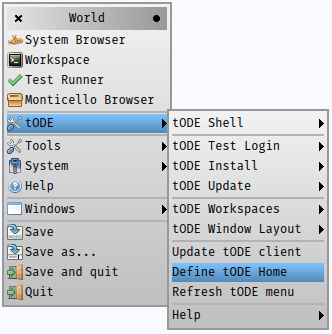 World
System Browser
Workspace
Test Runner
Monticello Browser
tODE
Tools
System
Help
Windows
Save
Save as...
Save and quit
Quit
tODE Shell
tODE Test Login
tODE Install
tODE Update
tODE Workspaces
tODE Window Layout
Update tODE client
Define tODE Home
Refresh tODE menu
Help